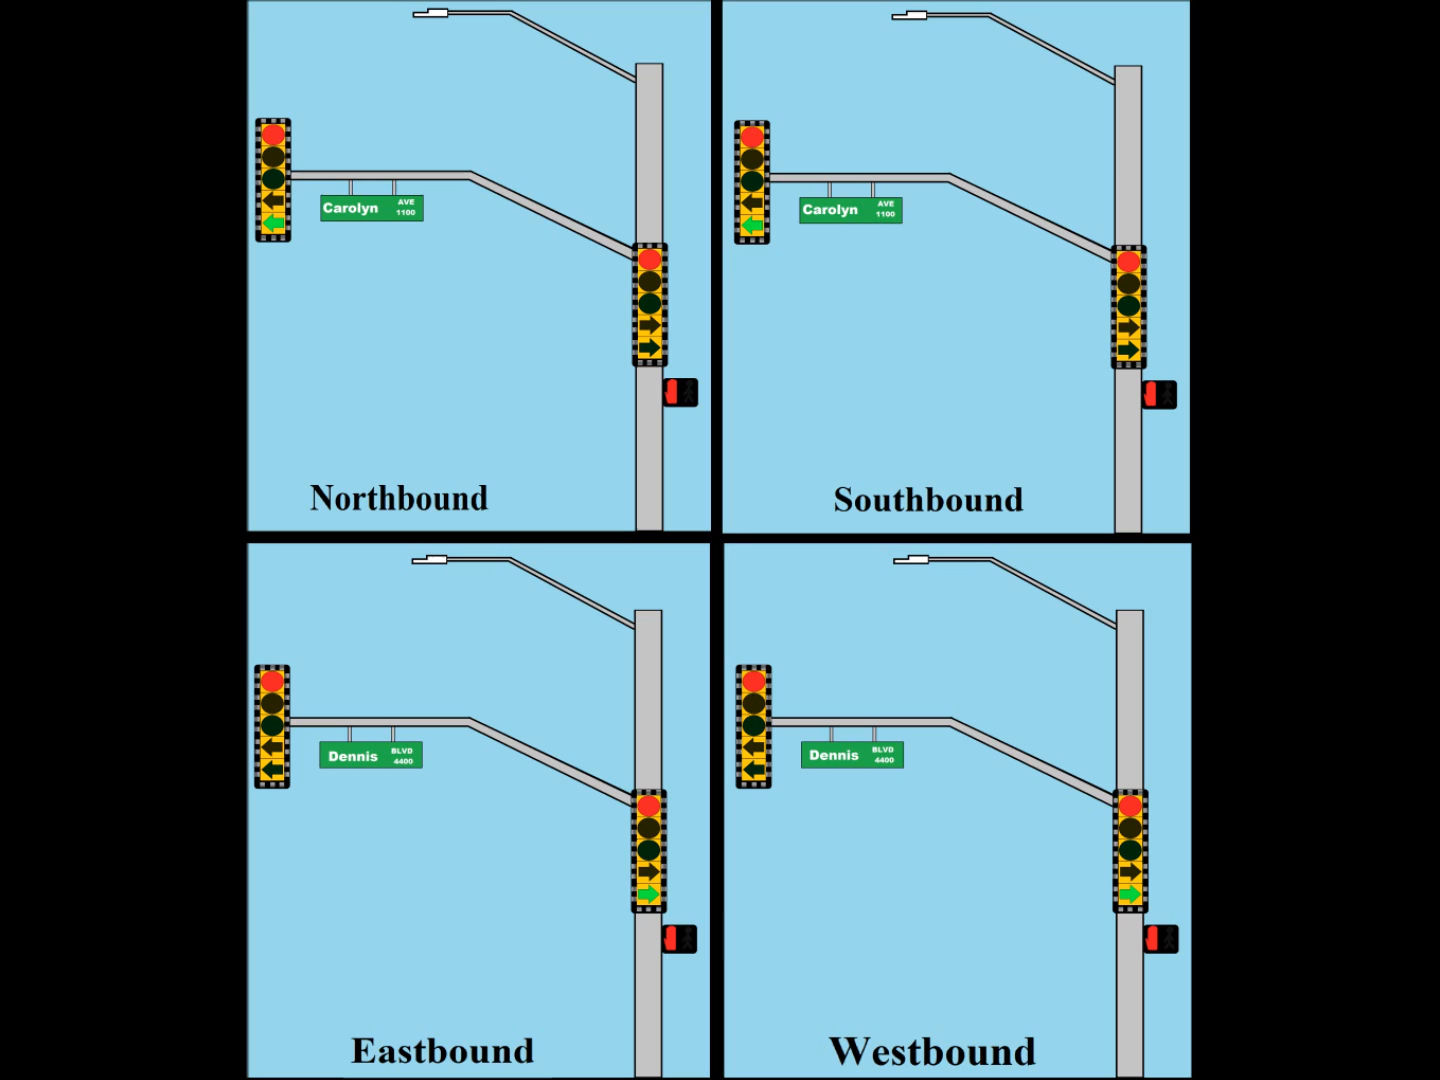 Carolyn AVE 1100
Northbound
Carolyn AVE 1100
Southbound
Dennis BLVD 4400
Eastbound
Dennis BLVD 4400
Westbound